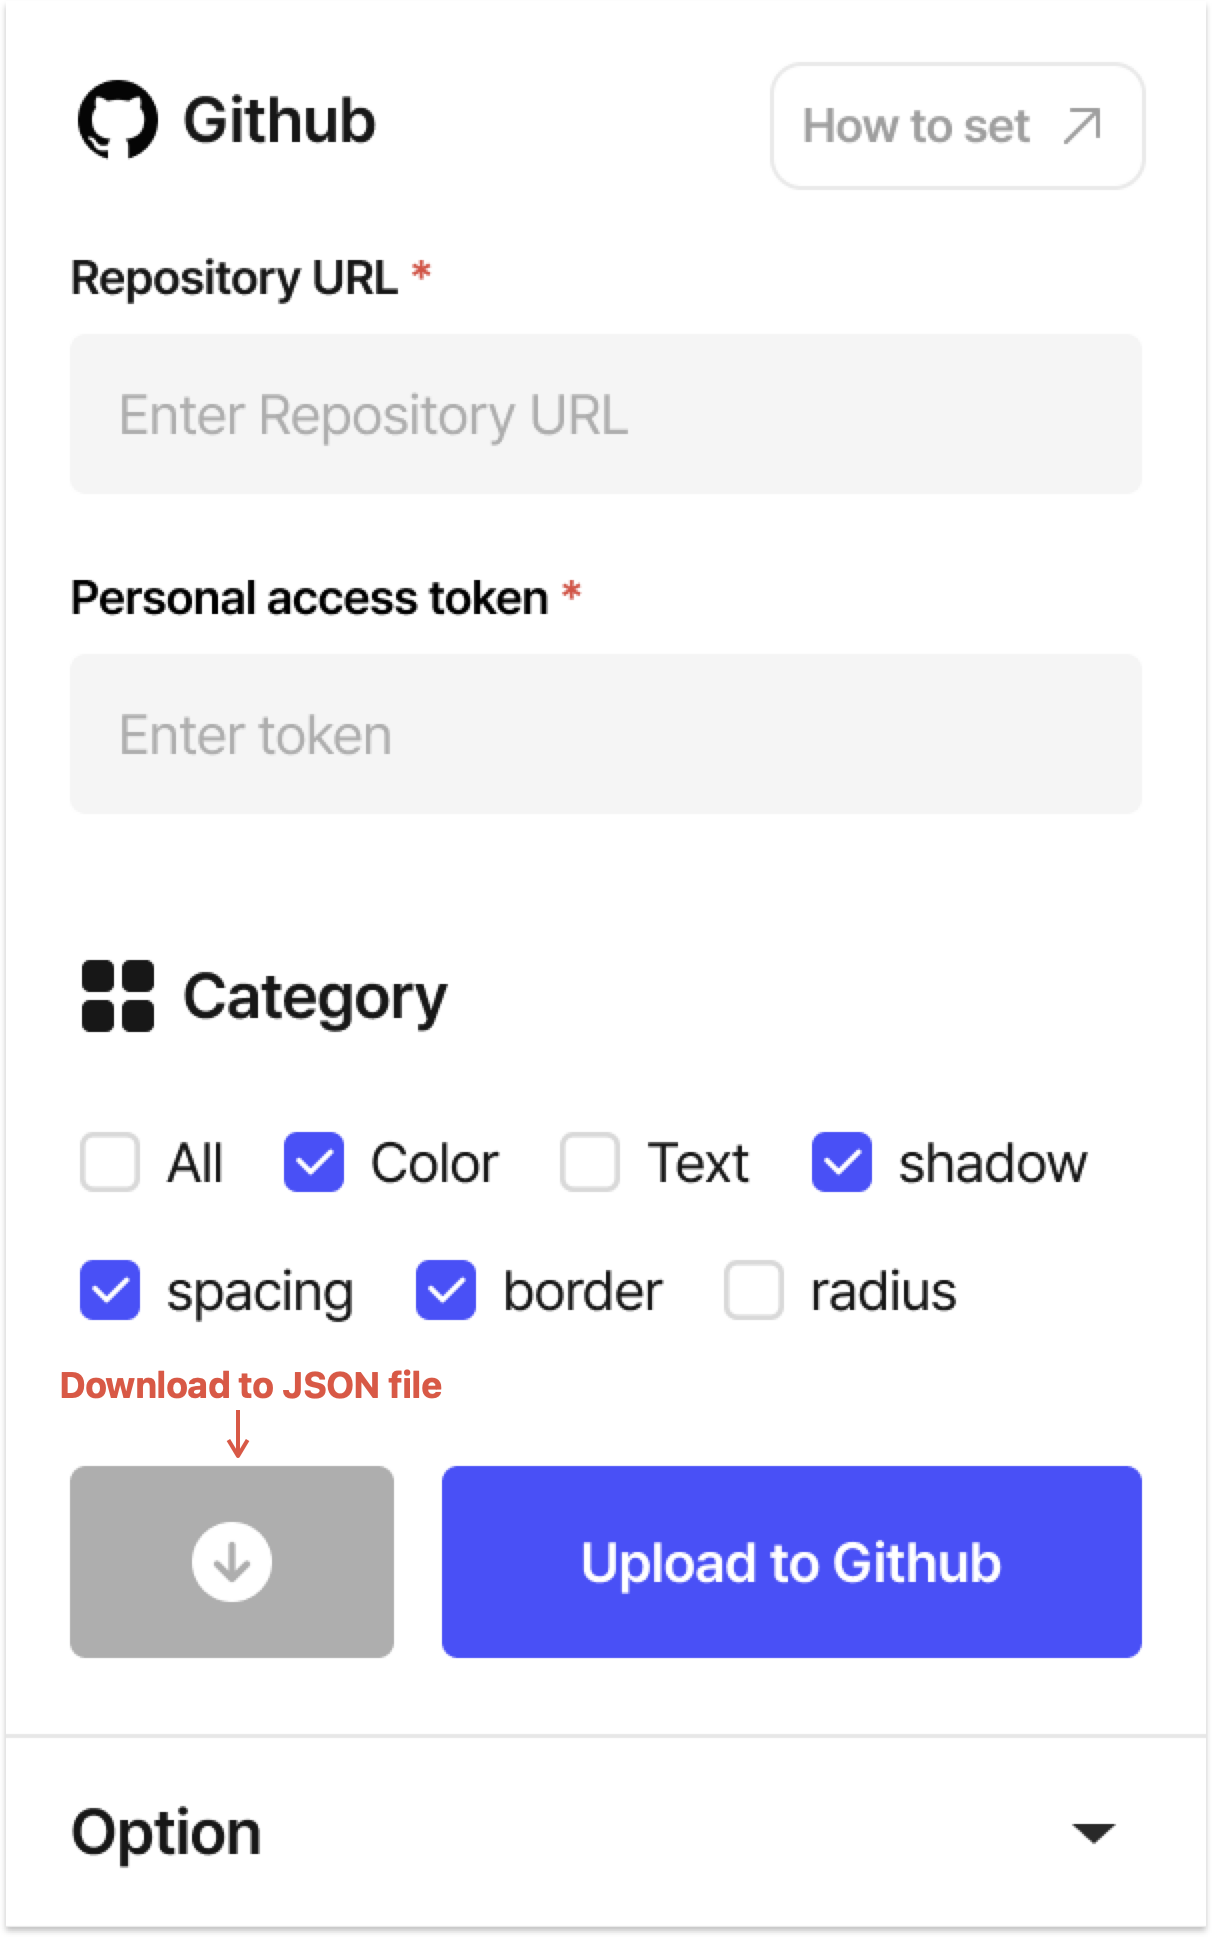 Github
How to set
Repository URL *
Enter Repository URL
Personal access token *
Enter token
Category
All Color Text shadow
spacing border radius
Download to JSON file
Upload to Github
Option